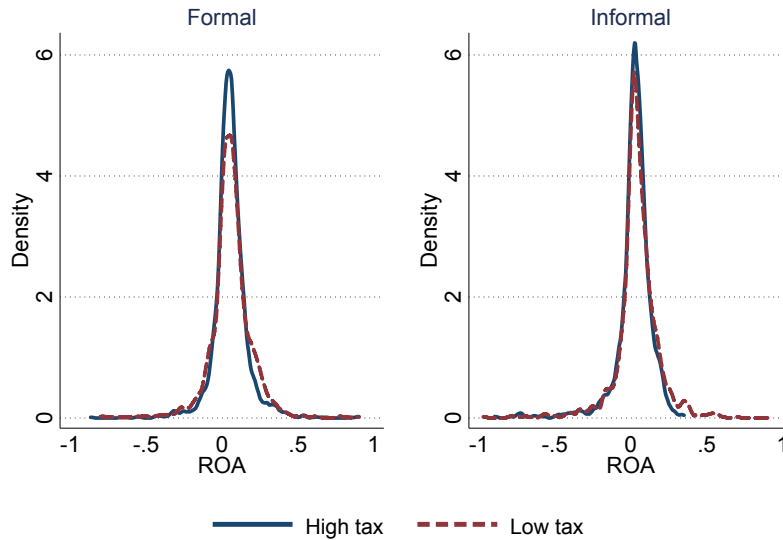 Formal
Informal
Density
6
4
2
0
-1
-.5
0
.5
1
ROA
Density
6
4
2
0
-1
-.5
0
.5
1
ROA
High tax
Low tax